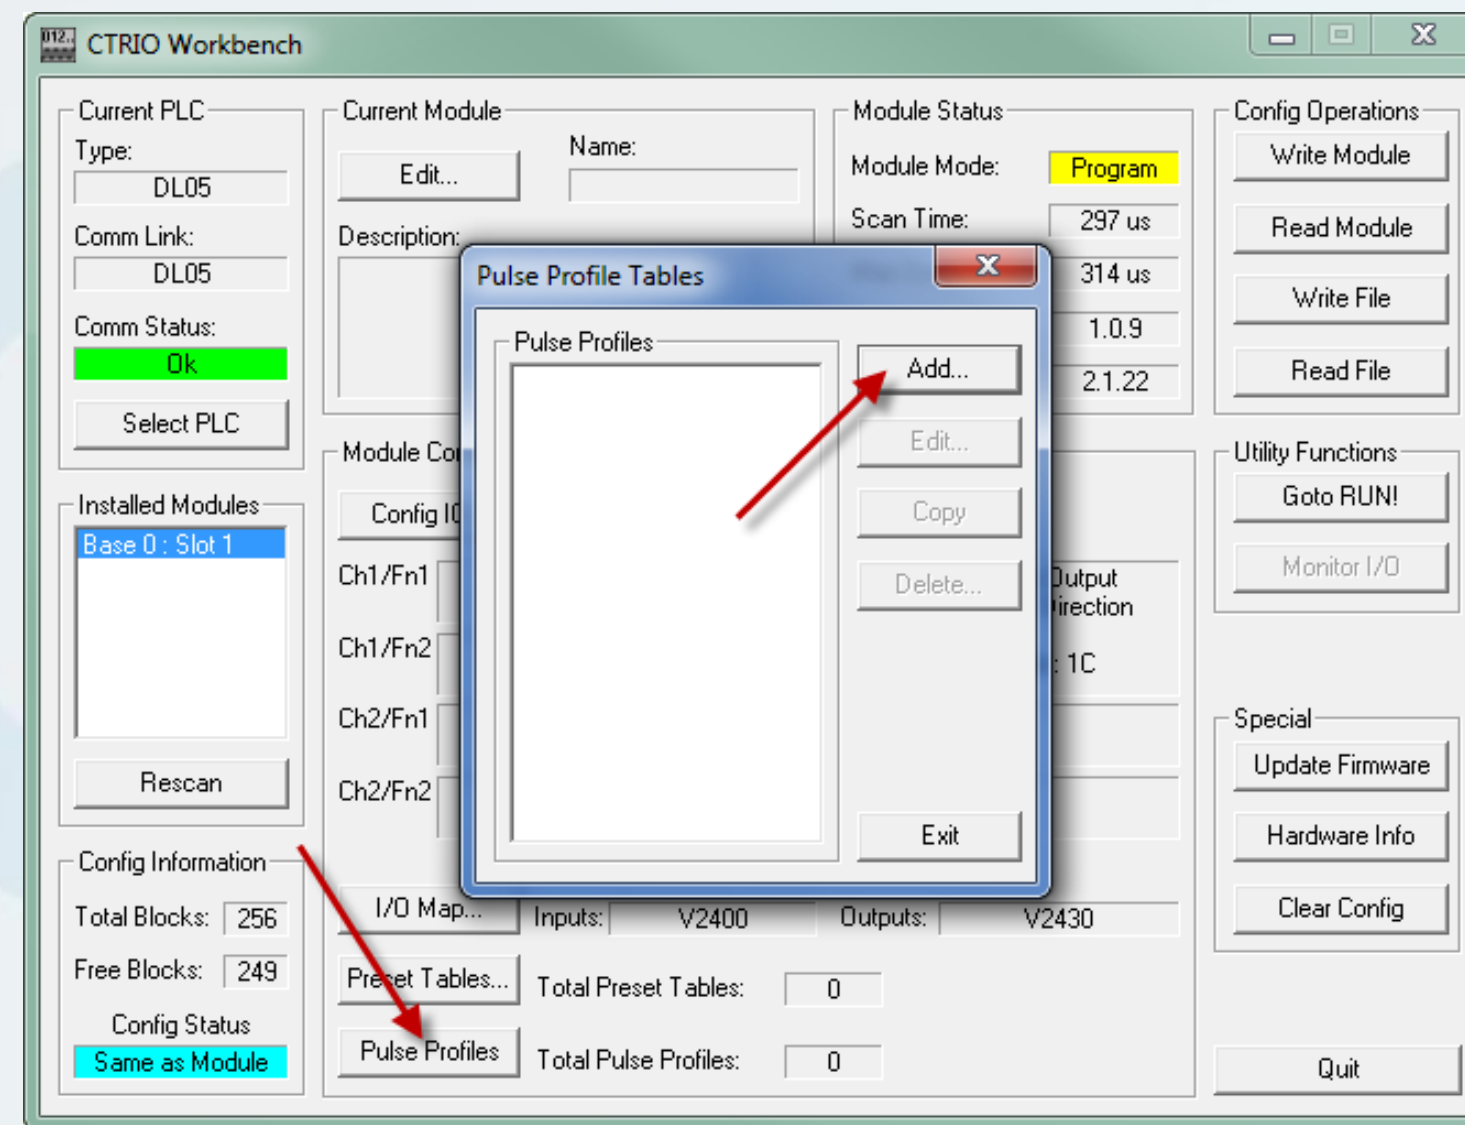 012..
CTRIO Workbench
Current PLC
Type:
DL05
Comm Link:
DL05
Comm Status:
Ok
Select PLC
Installed Modules
Base 0 : Slot 1
Rescan
Config Information
Total Blocks: 256
Free Blocks: 249
Config Status
Same as Module
Current Module
Edit...
Name:
Description:
Module Status
Module Mode: Program
Scan Time: 297 us
314 us
1.0.9
2.1.22
Pulse Profile Tables
Pulse Profiles
Add...
Edit...
Copy
Delete...
Exit
Config
Ch1/Fn1
Output
Direction
Ch1/Fn2
: 1C
Ch2/Fn1
Ch2/Fn2
I/O Map... Inputs: V2400 Outputs: V2430
Preset Tables... Total Preset Tables: 0
Pulse Profiles Total Pulse Profiles: 0
Config Operations
Write Module
Read Module
Write File
Read File
Utility Functions
Goto RUN!
Monitor I/O
Special
Update Firmware
Hardware Info
Clear Config
Quit